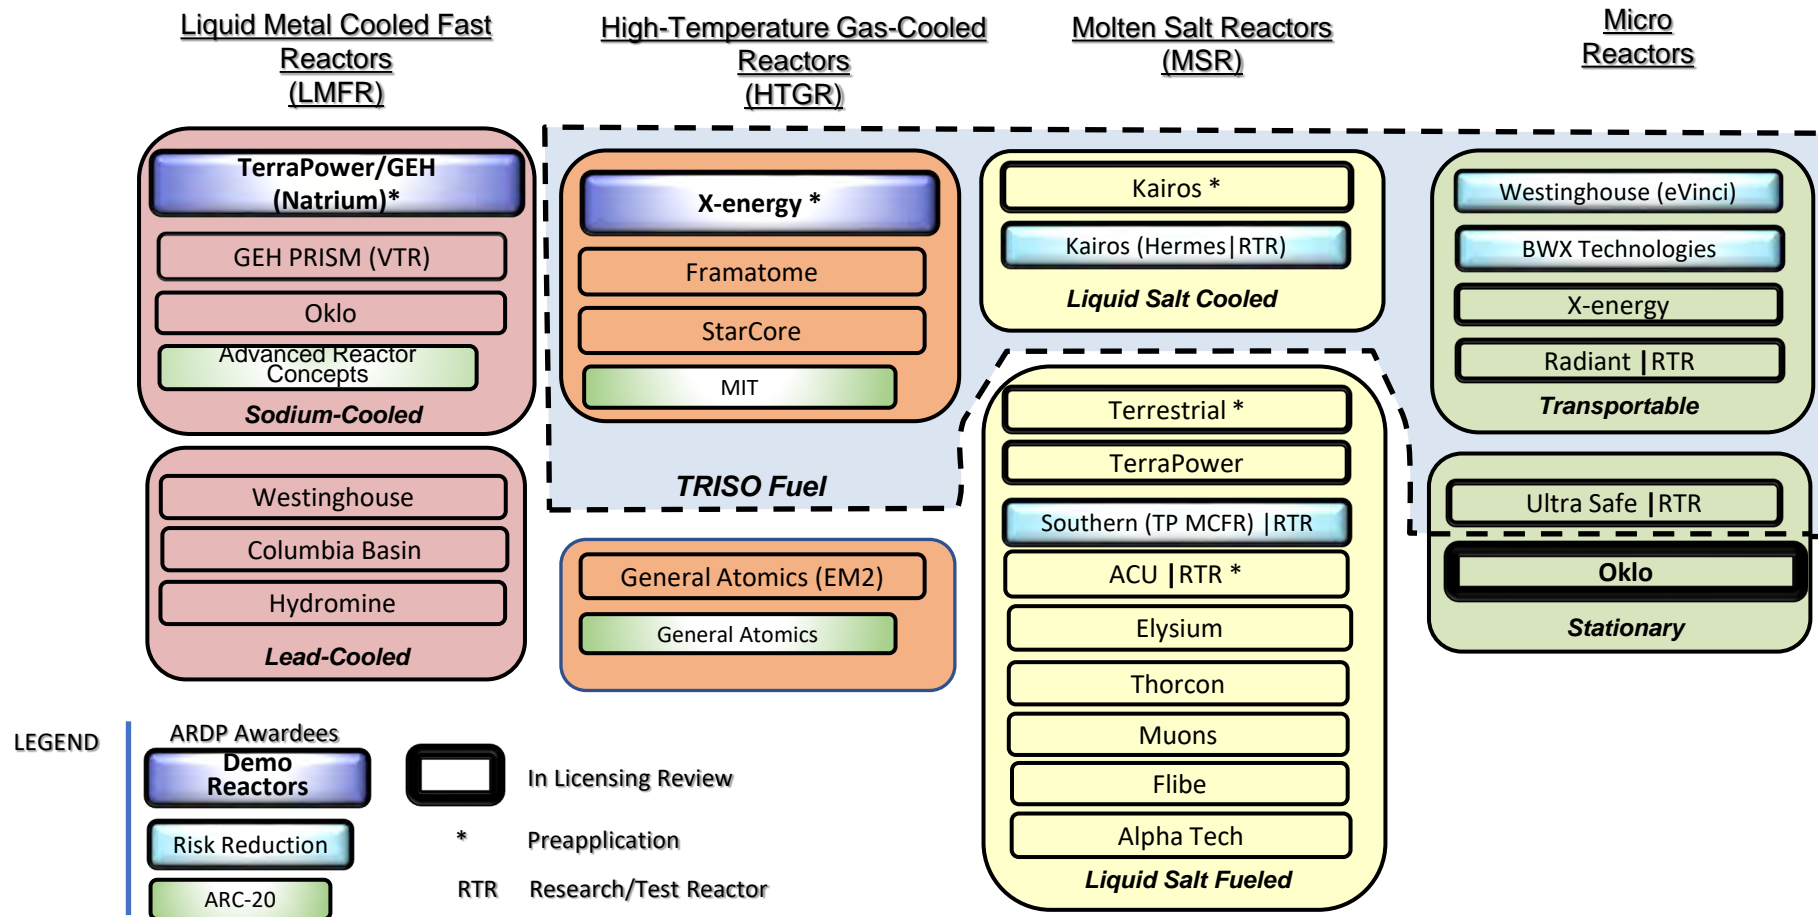 Liquid Metal Cooled Fast
Reactors
(LMFR)
TerraPower/GEH
(Natrium)*
GEH PRISM (VTR)
Oklo
Advanced Reactor
Concepts
Sodium-Cooled
Westinghouse
Columbia Basin
Hydromine
Lead-Cooled
High-Temperature Gas-Cooled
Reactors
(HTGR)
X-energy *
Framatome
StarCore
MIT
TRISO Fuel
General Atomics (EM2)
General Atomics
Molten Salt Reactors
(MSR)
Kairos *
Kairos (Hermes|RTR)
Liquid Salt Cooled
Terrestrial *
TerraPower
Southern (TP MCFR) |RTR
ACU |RTR *
Elysium
Thorcon
Muons
Flibe
Alpha Tech
Liquid Salt Fueled
Micro
Reactors
Westinghouse (eVinci)
BWX Technologies
X-energy
Radiant |RTR
Transportable
Ultra Safe |RTR
Oklo
Stationary
LEGEND
ARDP Awardees
Demo
Reactors
Risk Reduction
ARC-20
In Licensing Review
* Preapplication
RTR Research/Test Reactor